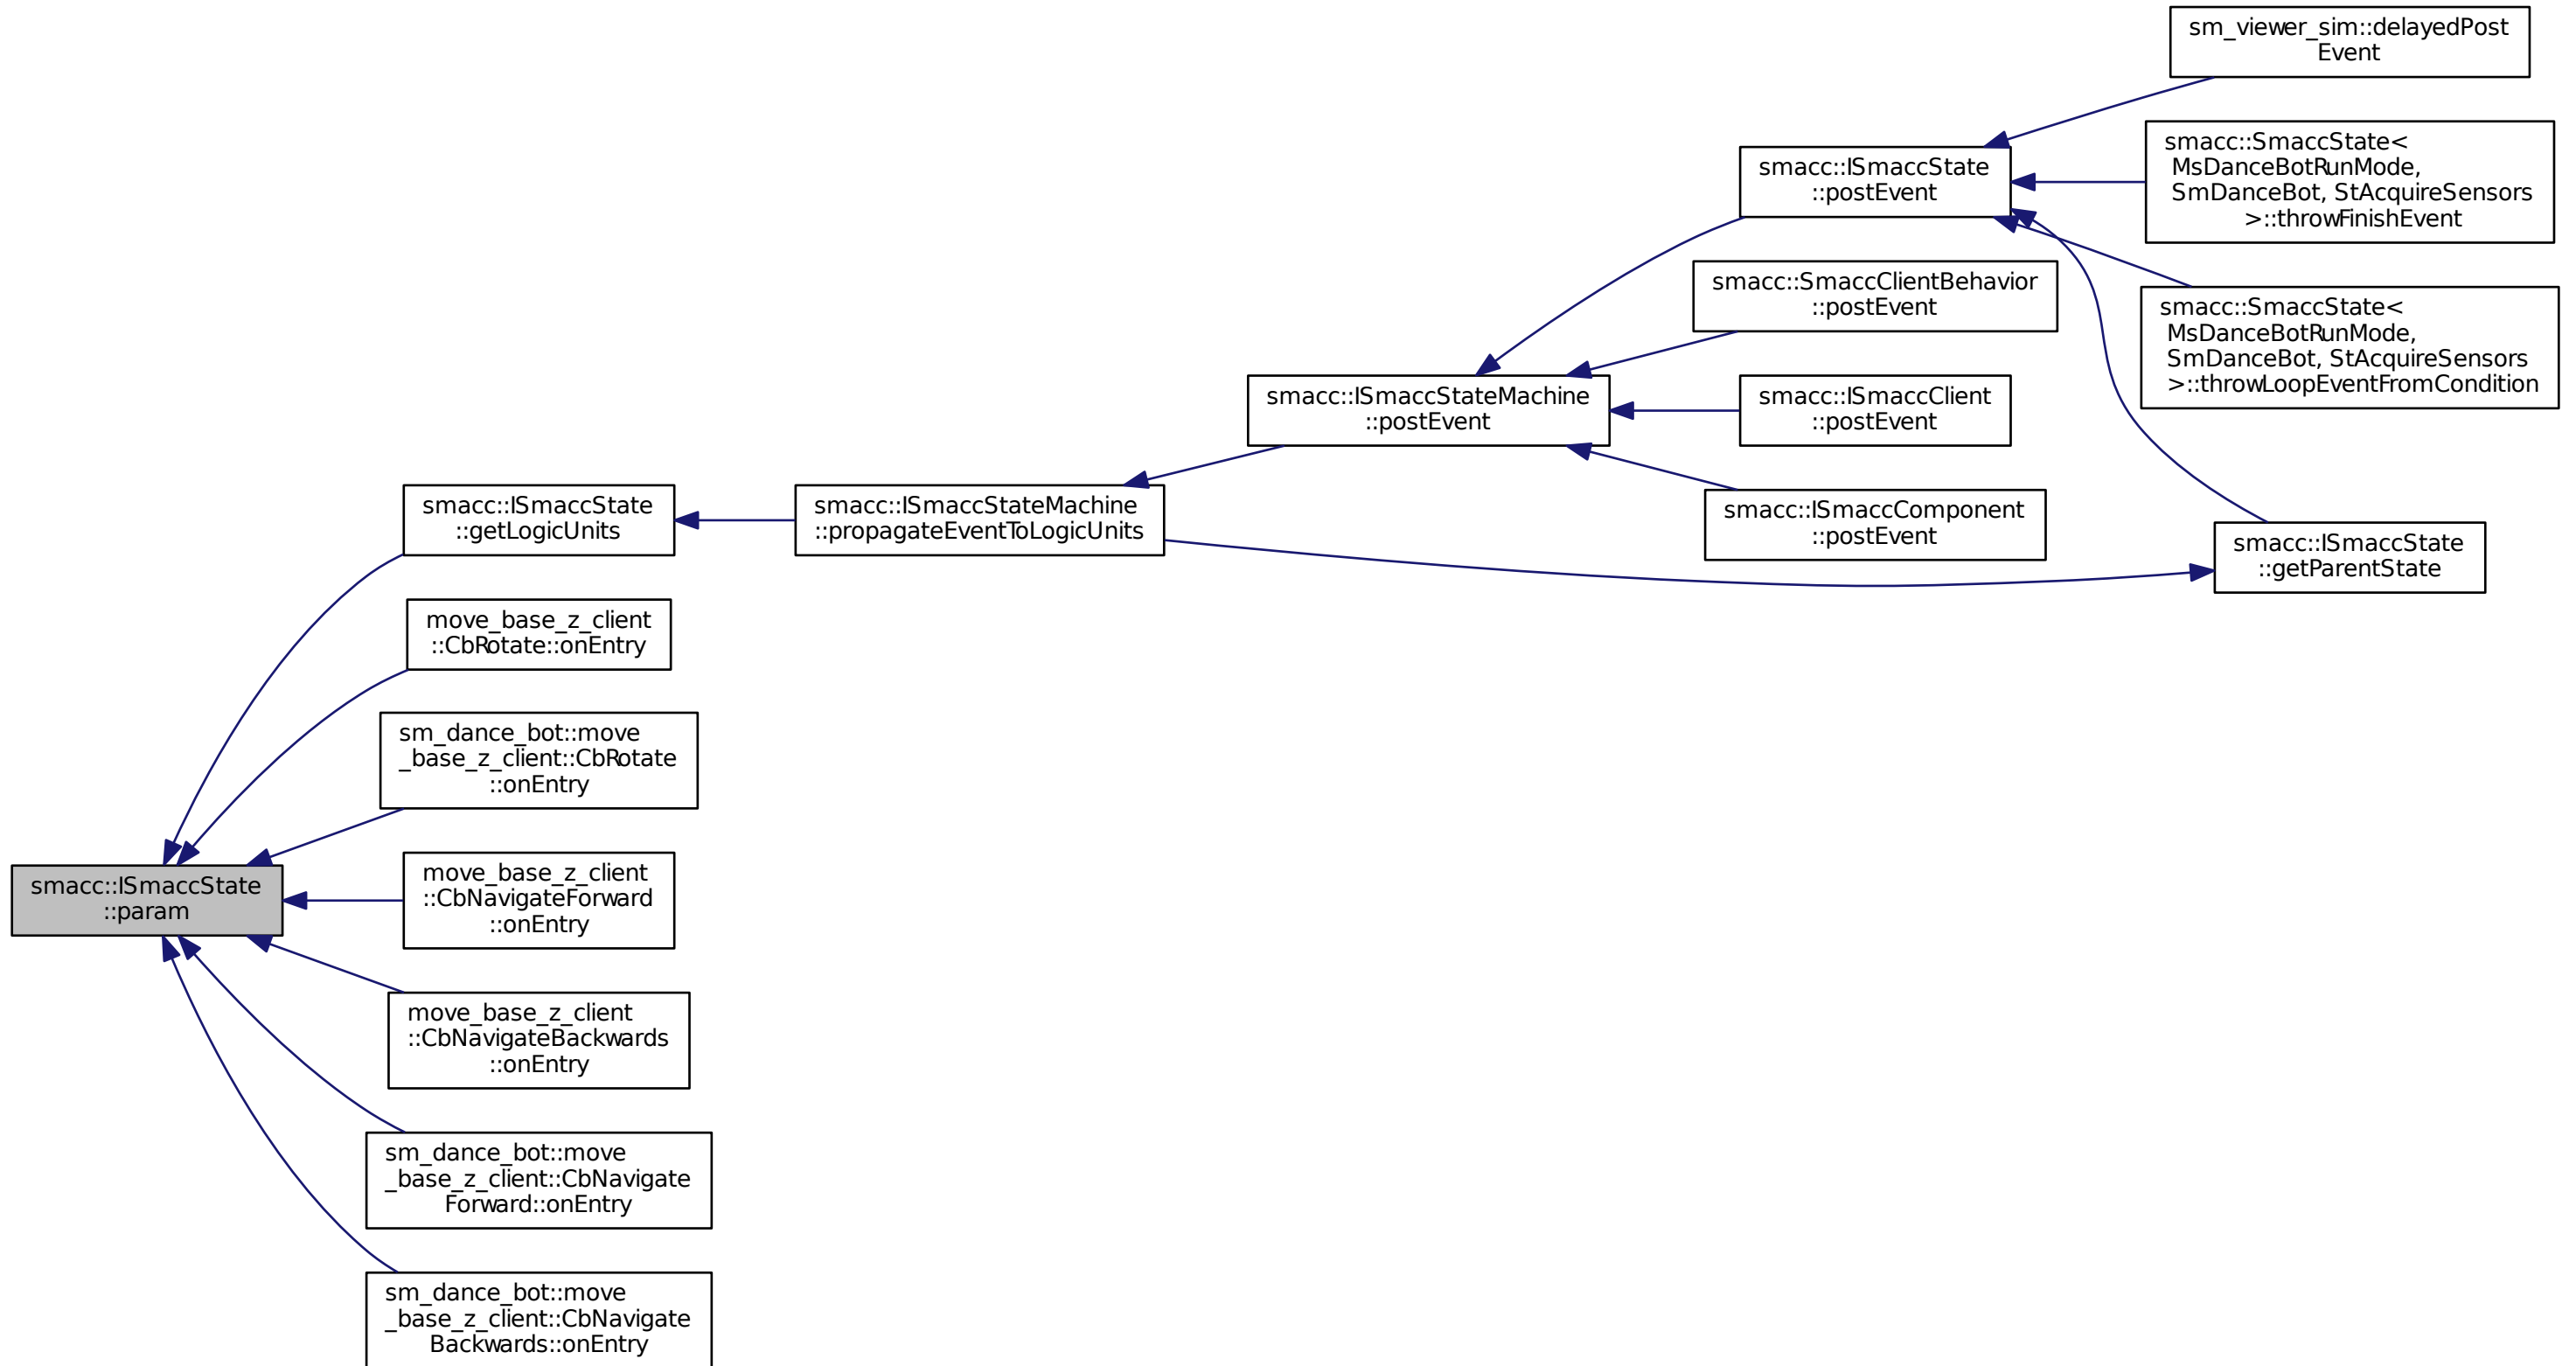 sm_viewer_sim::delayedPost
Event
smacc::SmaccState<
MsDanceBotRunMode,
SmDanceBot, StAcquireSensors
>::throwFinishEvent
smacc::ISmaccState
::postEvent
smacc::SmaccClientBehavior
::postEvent
smacc::SmaccState<
MsDanceBotRunMode,
SmDanceBot, StAcquireSensors
>::throwLoopEventFromCondition
smacc::ISmaccStateMachine
::postEvent
smacc::ISmaccClient
::postEvent
smacc::ISmaccState
::getLogicUnits
smacc::ISmaccStateMachine
::propagateEventToLogicUnits
smacc::ISmaccComponent
::postEvent
smacc::ISmaccState
::getParentState
move_base_z_client
::CbRotate::onEntry
sm_dance_bot::move
_base_z_client::CbRotate
::onEntry
smacc::ISmaccState
::param
move_base_z_client
::CbNavigateForward
::onEntry
move_base_z_client
::CbNavigateBackwards
::onEntry
sm_dance_bot::move
_base_z_client::CbNavigate
Forward::onEntry
sm_dance_bot::move
_base_z_client::CbNavigate
Backwards::onEntry